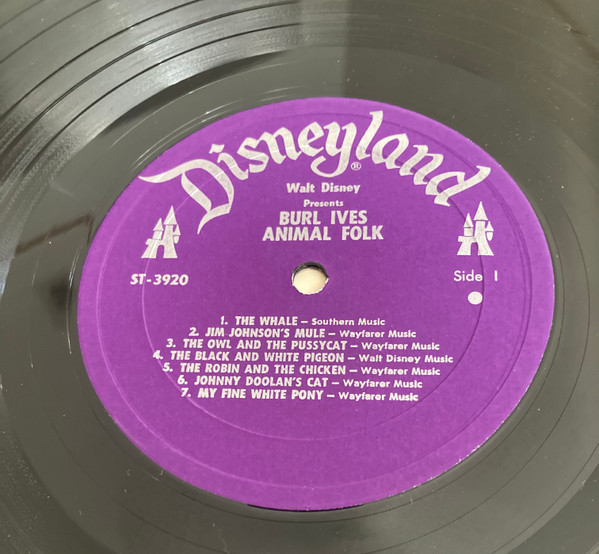 Disneyland®
Walt Disney
Presents
BURL IVES
ANIMAL FOLK
ST-3920
Side 1
1. THE WHALE – Southern Music
2. JIM JOHNSON'S MULE – Wayfarer Music
3. THE OWL AND THE PUSSYCAT – Wayfarer Music
4. THE BLACK AND WHITE PIGEON – Walt Disney Music
5. THE ROBIN AND THE CHICKEN – Wayfarer Music
6. JOHNNY DOOLAN'S CAT – Wayfarer Music
7. MY FINE WHITE PONY – Wayfarer Music